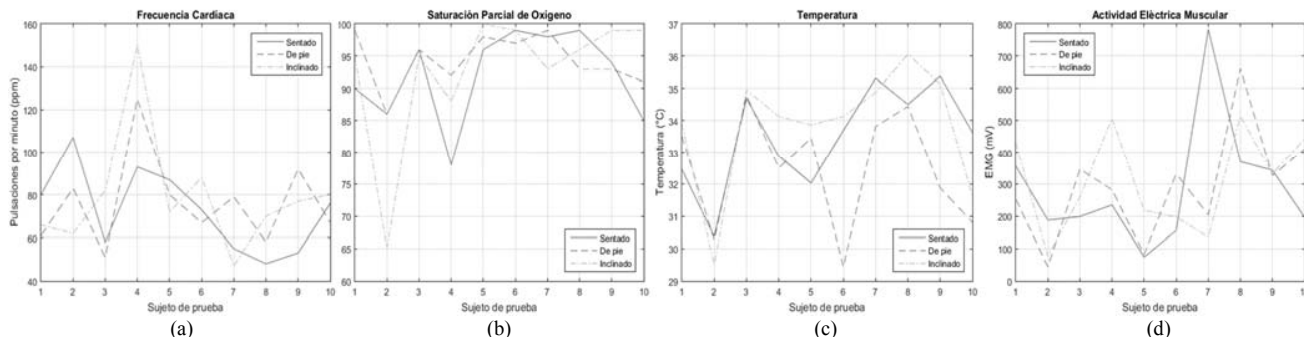 Frecuencia Cardíaca
Pulsaciones por minuto (ppm)
160
140
120
100
80
60
40
Sentado
De pie
Inclinado
1 2 3 4 5 6 7 8 9 10
Sujeto de prueba
(a)
Saturación Parcial de Oxígeno
100
95
90
85
80
75
70
65
60
Sentado
De pie
Inclinado
1 2 3 4 5 6 7 8 9 10
Sujeto de prueba
(b)
Temperatura
Temperatura (°C)
37
36
35
34
33
32
31
30
29
Sentado
De pie
Inclinado
1 2 3 4 5 6 7 8 9 10
Sujeto de prueba
(c)
Actividad Elèctrica Muscular
EMG (mV)
800
700
600
500
400
300
200
100
0
Sentado
De pie
Inclinado
1 2 3 4 5 6 7 8 9
Sujeto de prueba
(d)